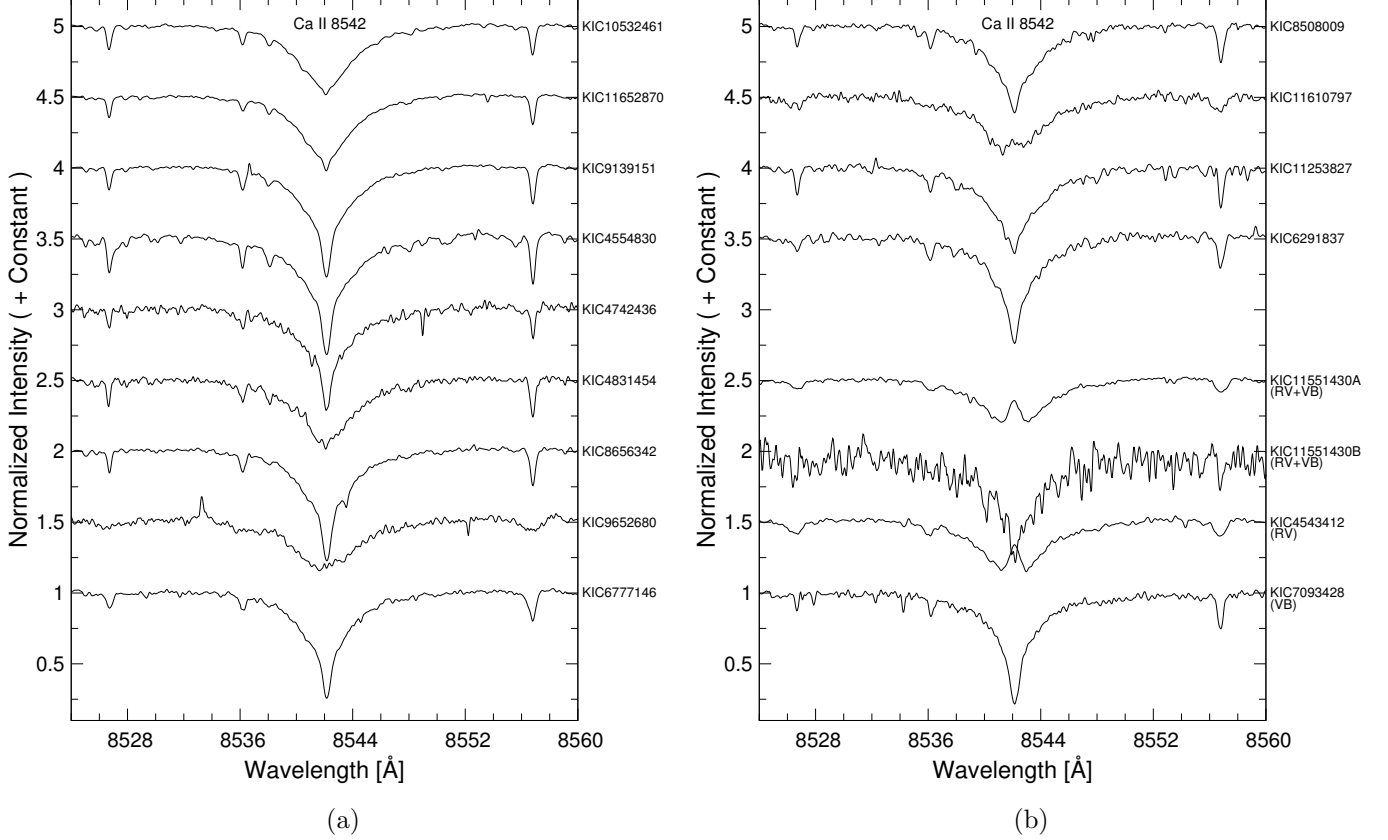 Ca II 8542
Normalized Intensity ( + Constant )
5
4.5
4
3.5
3
2.5
2
1.5
1
0.5
KIC10532461
KIC11652870
KIC9139151
KIC4554830
KIC4742436
KIC4831454
KIC8656342
KIC9652680
KIC6777146
8528 8536 8544 8552 8560
Wavelength [Å]
(a)
Ca II 8542
Normalized Intensity ( + Constant )
5
4.5
4
3.5
3
2.5
2
1.5
1
0.5
KIC8508009
KIC11610797
KIC11253827
KIC6291837
KIC11551430A
(RV+VB)
KIC11551430B
(RV+VB)
KIC4543412
(RV)
KIC7093428
(VB)
8528 8536 8544 8552 8560
Wavelength [Å]
(b)